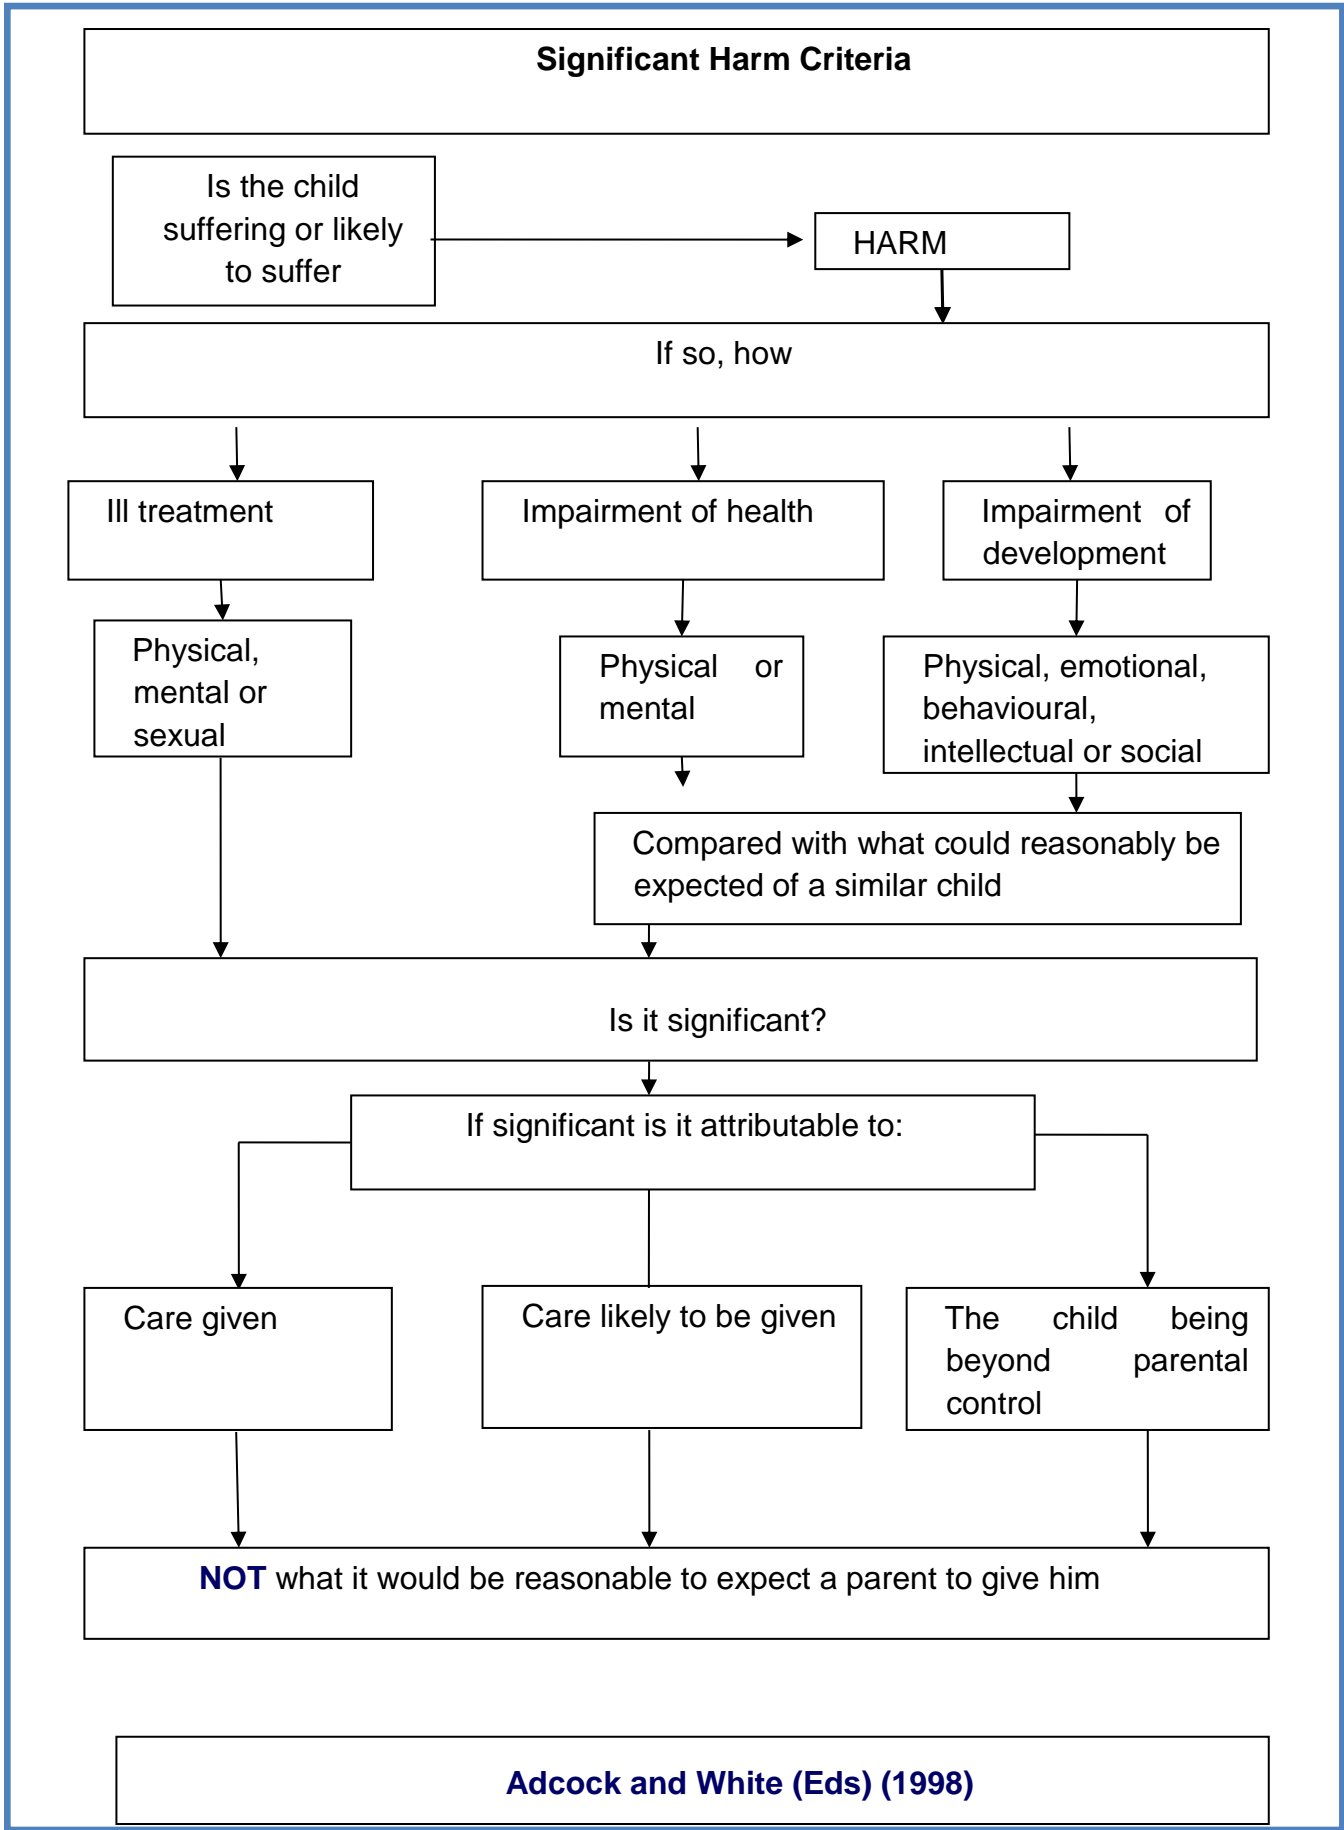 Significant Harm Criteria
Is the child
suffering or likely
to suffer
HARM
If so, how
Ill treatment
Impairment of health
Impairment of
development
Physical,
mental or
sexual
Physical or
mental
Physical, emotional,
behavioural,
intellectual or social
Compared with what could reasonably be
expected of a similar child
Is it significant?
If significant is it attributable to:
Care given
Care likely to be given
The child being
beyond parental
control
NOT what it would be reasonable to expect a parent to give him
Adcock and White (Eds) (1998)